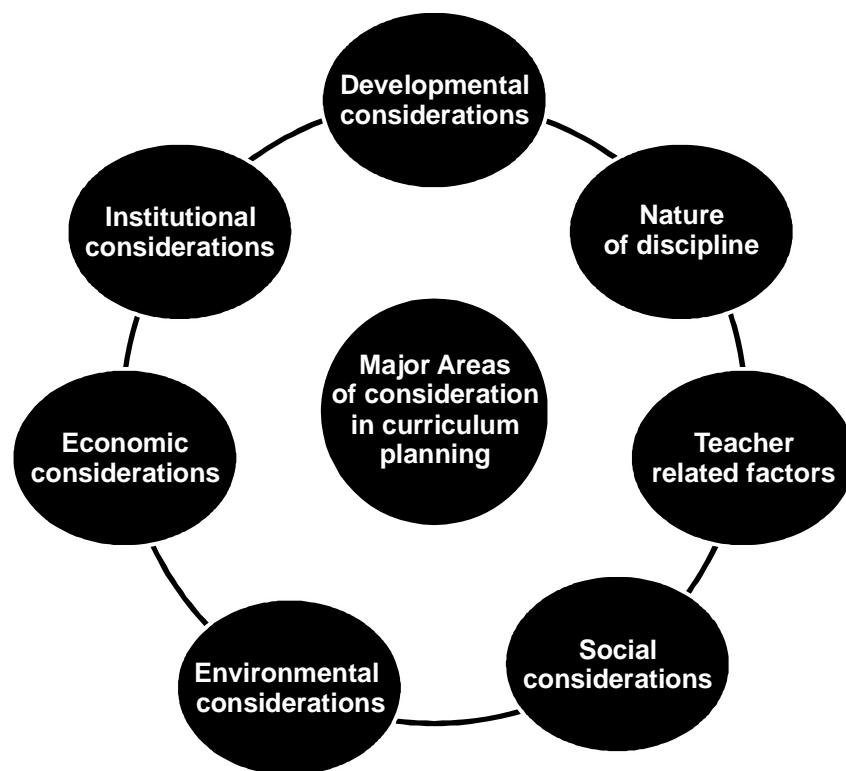 Developmental
considerations
Nature
of discipline
Teacher
related factors
Social
considerations
Environmental
considerations
Economic
considerations
Institutional
considerations
Major Areas
of consideration
in curriculum
planning